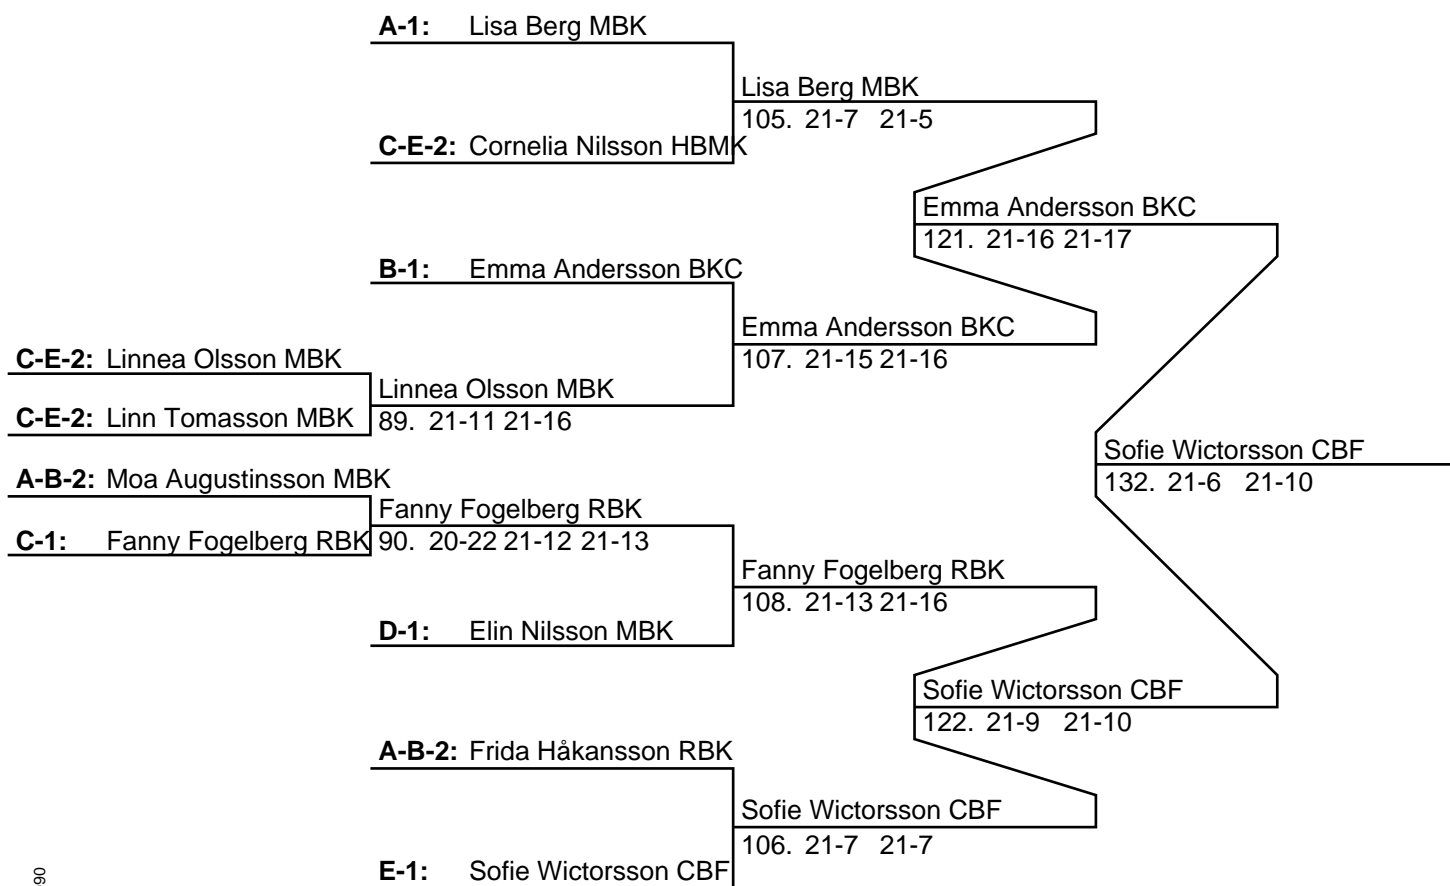 A-1: Lisa Berg MBK
Lisa Berg MBK
105. 21-7 21-5
C-E-2: Cornelia Nilsson HBMK
Emma Andersson BKC
121. 21-16 21-17
B-1: Emma Andersson BKC
Emma Andersson BKC
107. 21-15 21-16
C-E-2: Linnea Olsson MBK
Linnea Olsson MBK
89. 21-11 21-16
C-E-2: Linn Tomasson MBK
Sofie Wictorsson CBF
132. 21-6 21-10
A-B-2: Moa Augustinsson MBK
Fanny Fogelberg RBK
90. 20-22 21-12 21-13
C-1: Fanny Fogelberg RBK
Fanny Fogelberg RBK
108. 21-13 21-16
D-1: Elin Nilsson MBK
Sofie Wictorsson CBF
122. 21-9 21-10
A-B-2: Frida Håkansson RBK
Sofie Wictorsson CBF
106. 21-7 21-7
E-1: Sofie Wictorsson CBF
90